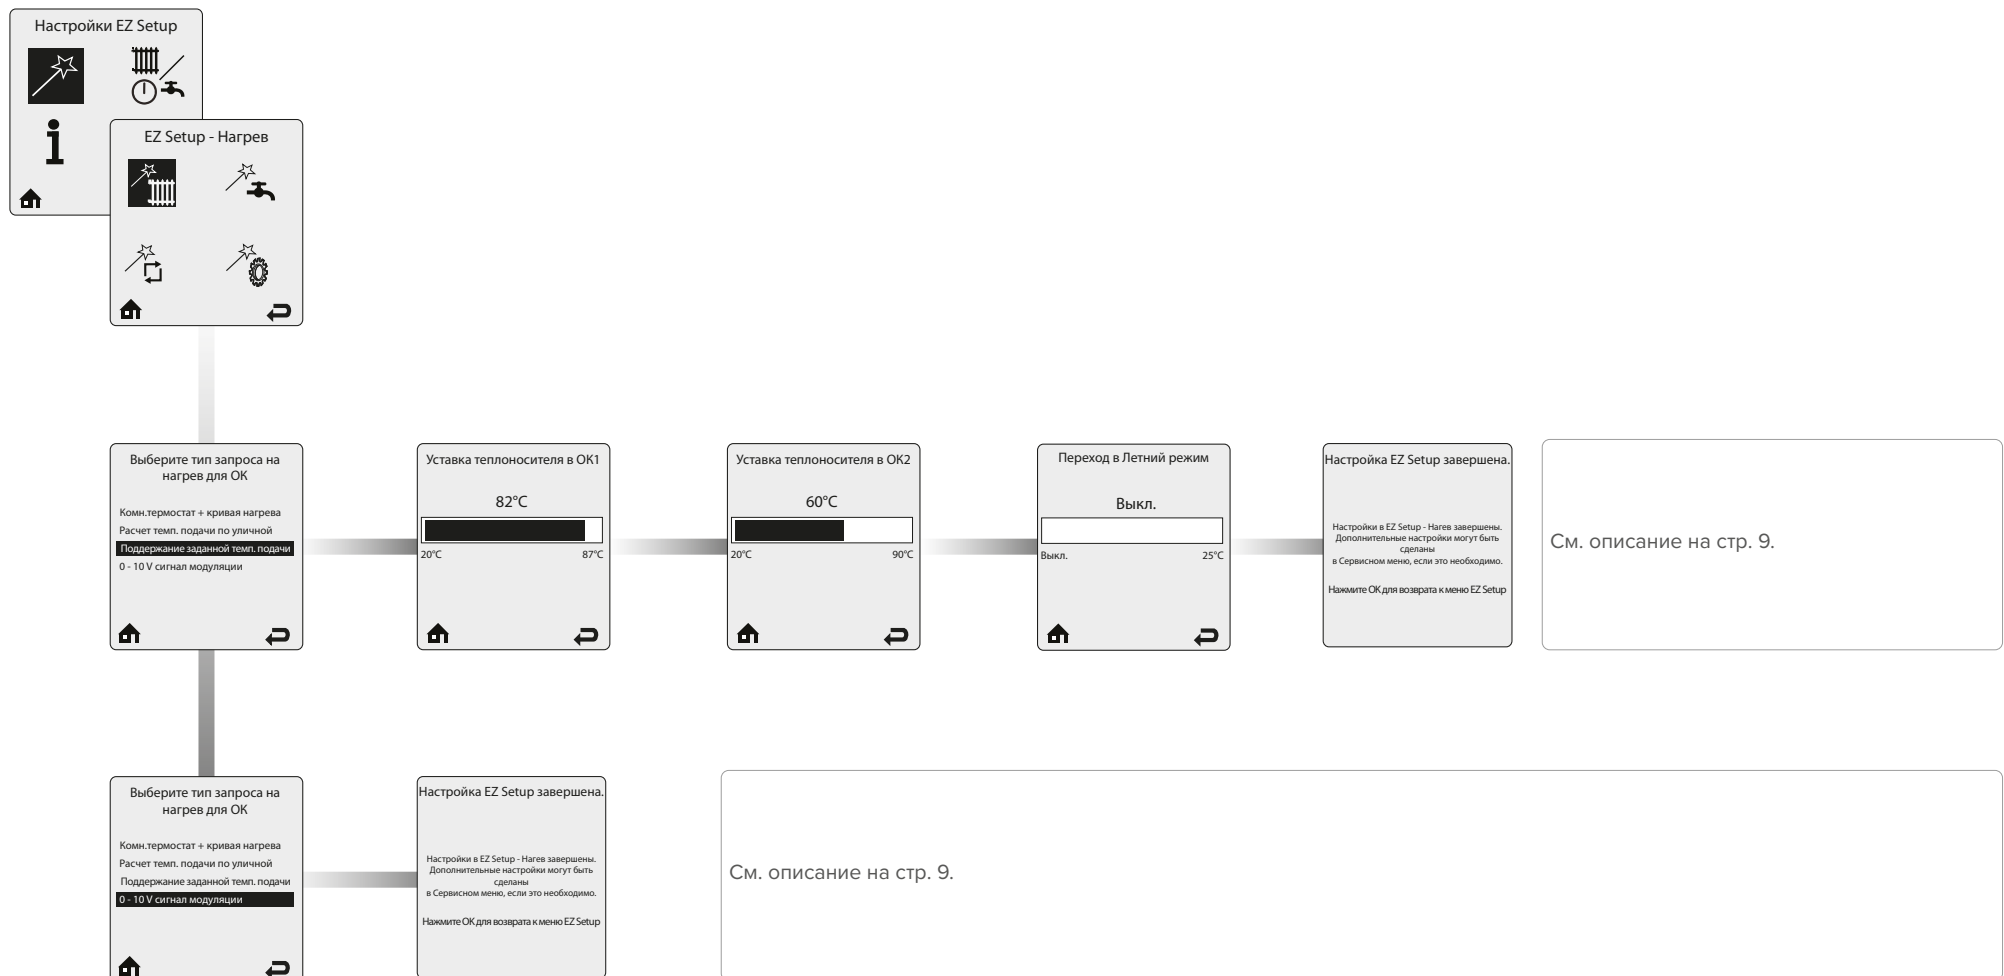 Настройки EZ Setup
EZ Setup - Нагрев
Выберите тип запроса на
нагрев для ОК
Комн.термостат + кривая нагрева
Расчет темп. подачи по уличной
Поддержание заданной темп. подачи
0 - 10 V сигнал модуляции
Уставка теплоносителя в ОК1
82°C
20°C 87°C
Уставка теплоносителя в ОК2
60°C
20°C 90°C
Переход в Летний режим
Выкл.
Выкл. 25°C
Настройка EZ Setup завершена.
Настройки в EZ Setup - Нагев завершены.
Дополнительные настройки могут быть
сделаны
в Сервисном меню, если это необходимо.
Нажмите ОК для возврата к меню EZ Setup
См. описание на стр. 9.
Выберите тип запроса на
нагрев для ОК
Комн.термостат + кривая нагрева
Расчет темп. подачи по уличной
Поддержание заданной темп. подачи
0 - 10 V сигнал модуляции
Настройка EZ Setup завершена.
Настройки в EZ Setup - Нагев завершены.
Дополнительные настройки могут быть
сделаны
в Сервисном меню, если это необходимо.
Нажмите ОК для возврата к меню EZ Setup
См. описание на стр. 9.